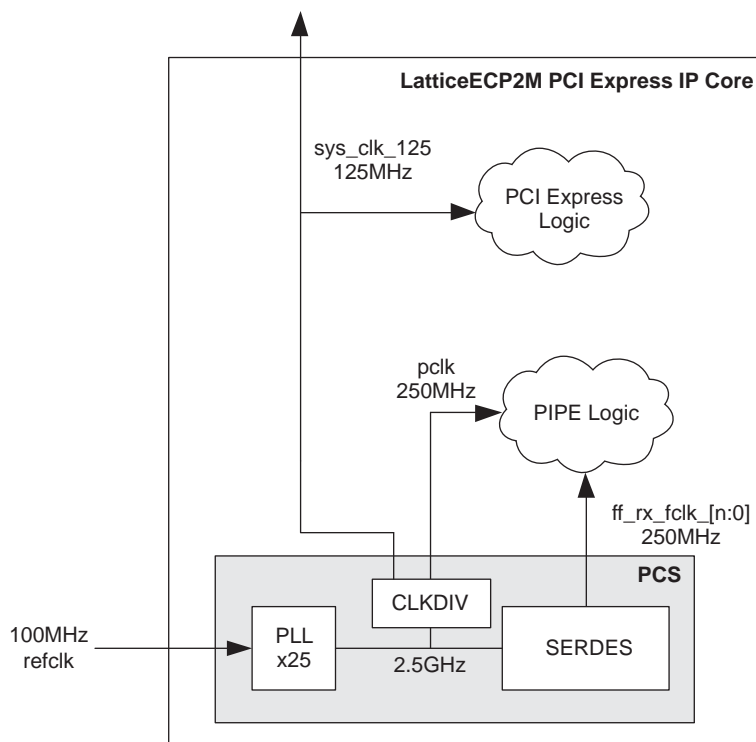 LatticeECP2M PCI Express IP Core
sys_clk_125
125MHz
PCI Express
Logic
pclk
250MHz
PIPE Logic
ff_rx_fclk_[n:0]
250MHz
PCS
CLKDIV
100MHz
refclk
PLL
x25
2.5GHz
SERDES